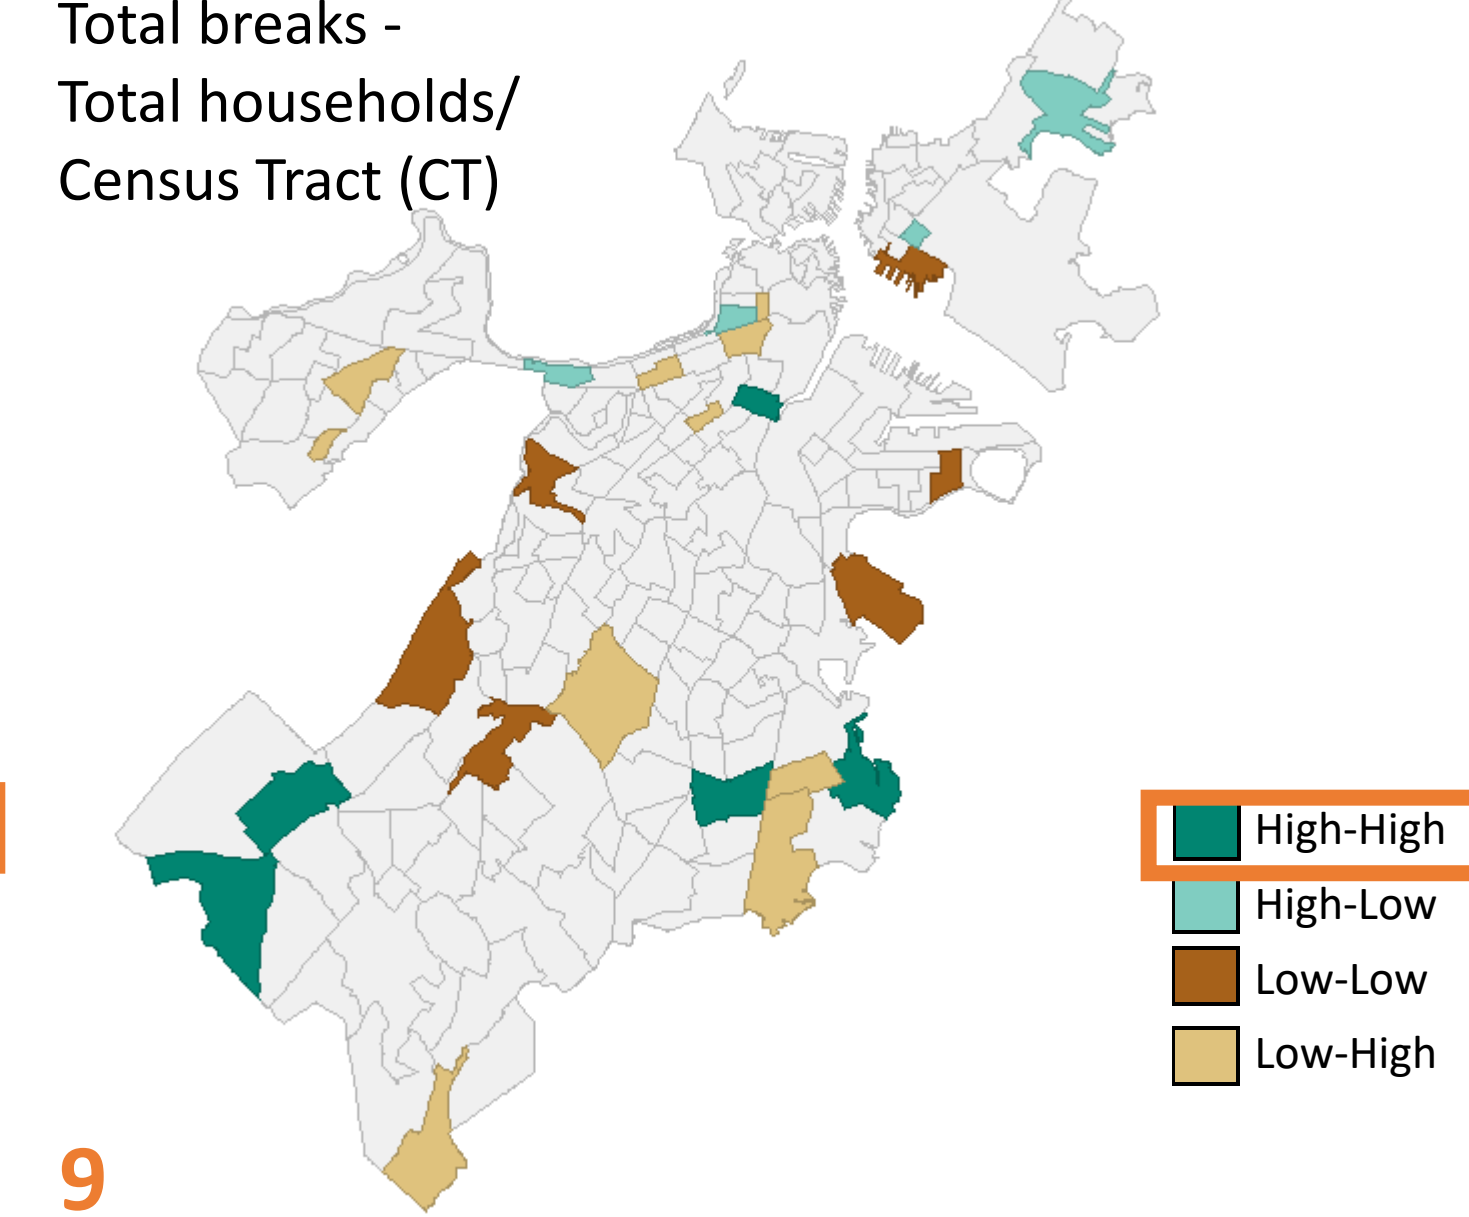 Total breaks -
Total households/
Census Tract (CT)
High-High
High-Low
Low-Low
Low-High
9